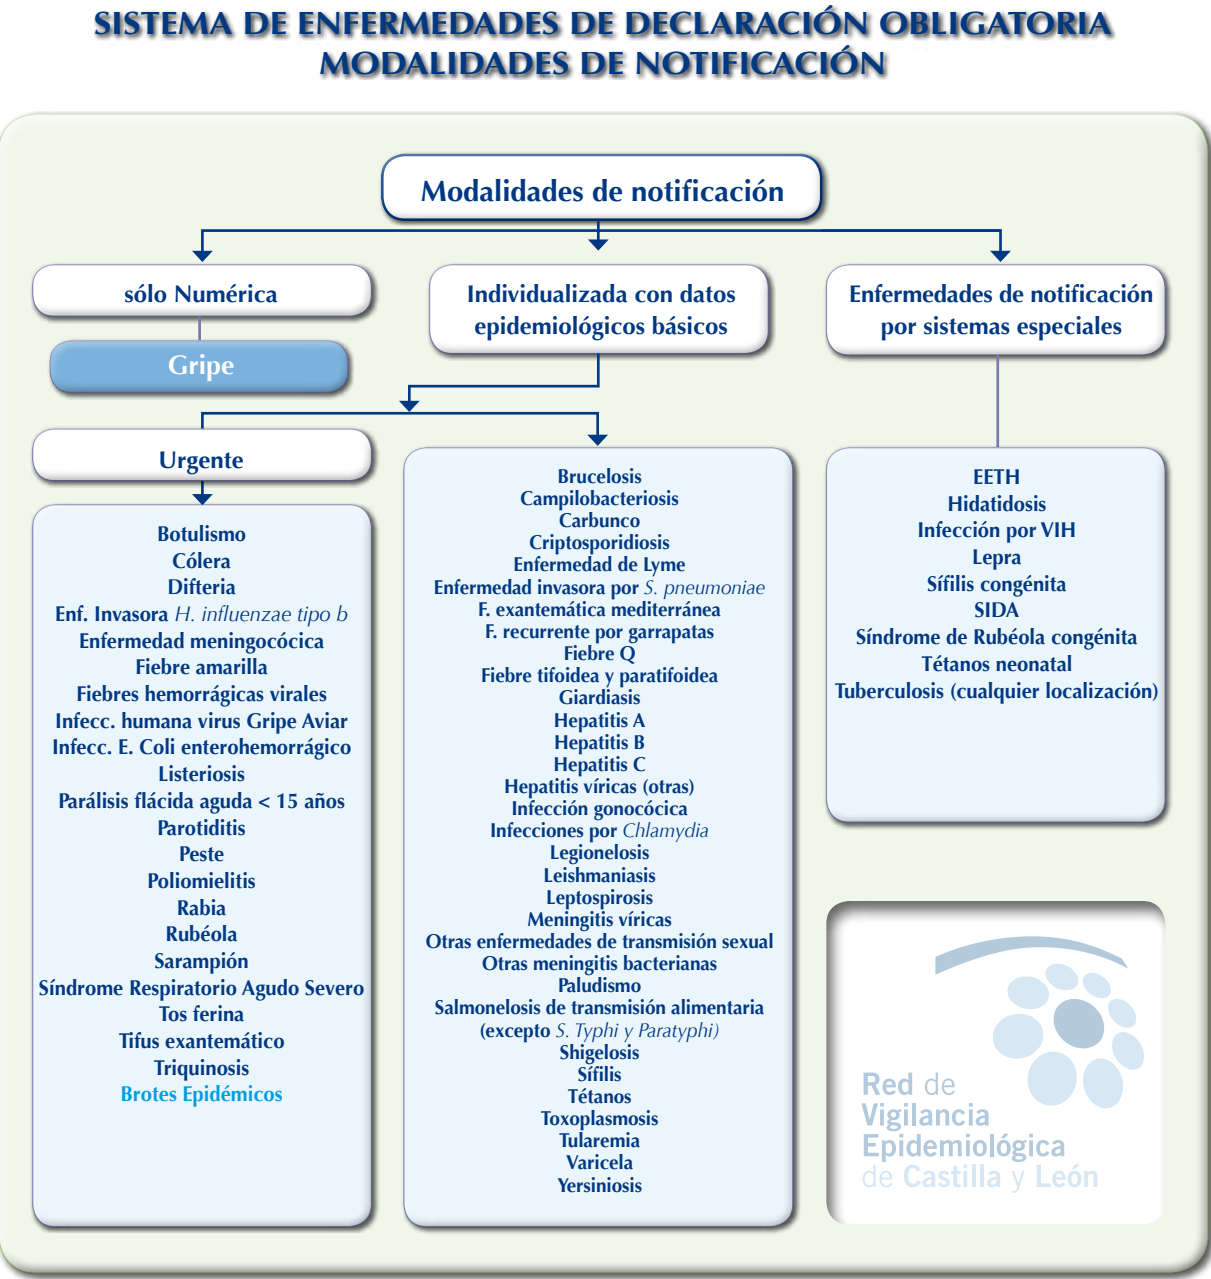 SISTEMA DE ENFERMEDADES DE DECLARACIÓN OBLIGATORIA
MODALIDADES DE NOTIFICACIÓN
Modalidades de notificación
sólo Numérica
Gripe
Individualizada con datos
epidemiológicos básicos
Enfermedades de notificación
por sistemas especiales
Urgente
Botulismo
Cólera
Difteria
Enf. Invasora H. influenzae tipo b
Enfermedad meningocócica
Fiebre amarilla
Fiebres hemorrágicas virales
Infecc. humana virus Gripe Aviar
Infecc. E. Coli enterohemorrágico
Listeriosis
Parálisis flácida aguda < 15 años
Parotiditis
Peste
Poliomielitis
Rabia
Rubéola
Sarampión
Síndrome Respiratorio Agudo Severo
Tos ferina
Tifus exantemático
Triquinosis
Brotes Epidémicos
Brucelosis
Campilobacteriosis
Carbunco
Criptosporidiosis
Enfermedad de Lyme
Enfermedad invasora por S. pneumoniae
F. exantemática mediterránea
F. recurrente por garrapatas
Fiebre Q
Fiebre tifoidea y paratifoidea
Giardiasis
Hepatitis A
Hepatitis B
Hepatitis C
Hepatitis víricas (otras)
Infección gonocócica
Infecciones por Chlamydia
Legionelosis
Leishmaniasis
Leptospirosis
Meningitis víricas
Otras enfermedades de transmisión sexual
Otras meningitis bacterianas
Paludismo
Salmonelosis de transmisión alimentaria
(excepto S. Typhi y Paratyphi)
Shigelosis
Sífilis
Tétanos
Toxoplasmosis
Tularemia
Varicela
Yersiniosis
EETH
Hidatidosis
Infección por VIH
Lepra
Sífilis congénita
SIDA
Síndrome de Rubéola congénita
Tétanos neonatal
Tuberculosis (cualquier localización)
Red de
Vigilancia
Epidemiológica
de Castilla y León